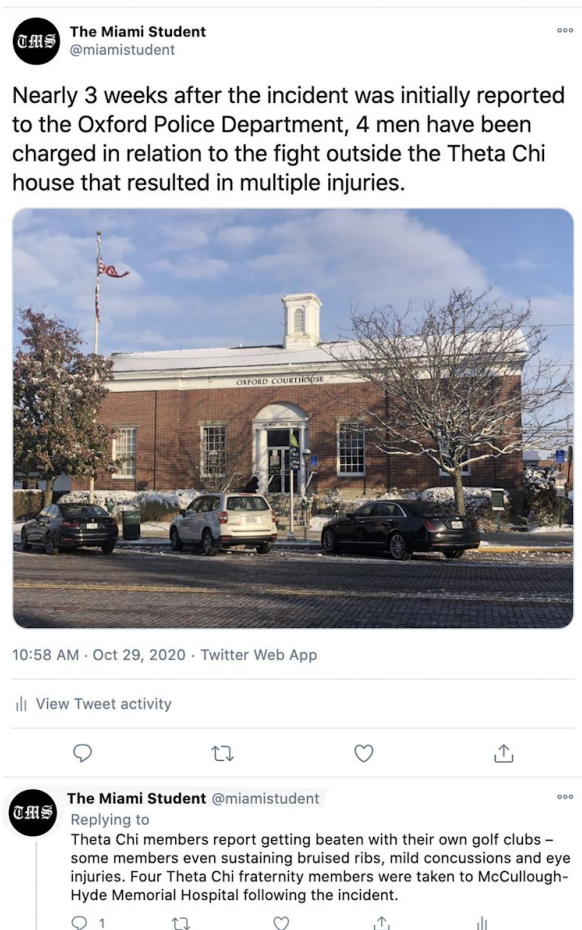 TMS
The Miami Student
@miamistudent
Nearly 3 weeks after the incident was initially reported
to the Oxford Police Department, 4 men have been
charged in relation to the fight outside the Theta Chi
house that resulted in multiple injuries.
OXFORD COURTHOUSE
10:58 AM · Oct 29, 2020 · Twitter Web App
View Tweet activity
TMS
The Miami Student @miamistudent
Replying to
Theta Chi members report getting beaten with their own golf clubs –
some members even sustaining bruised ribs, mild concussions and eye
injuries. Four Theta Chi fraternity members were taken to McCullough-
Hyde Memorial Hospital following the incident.
1